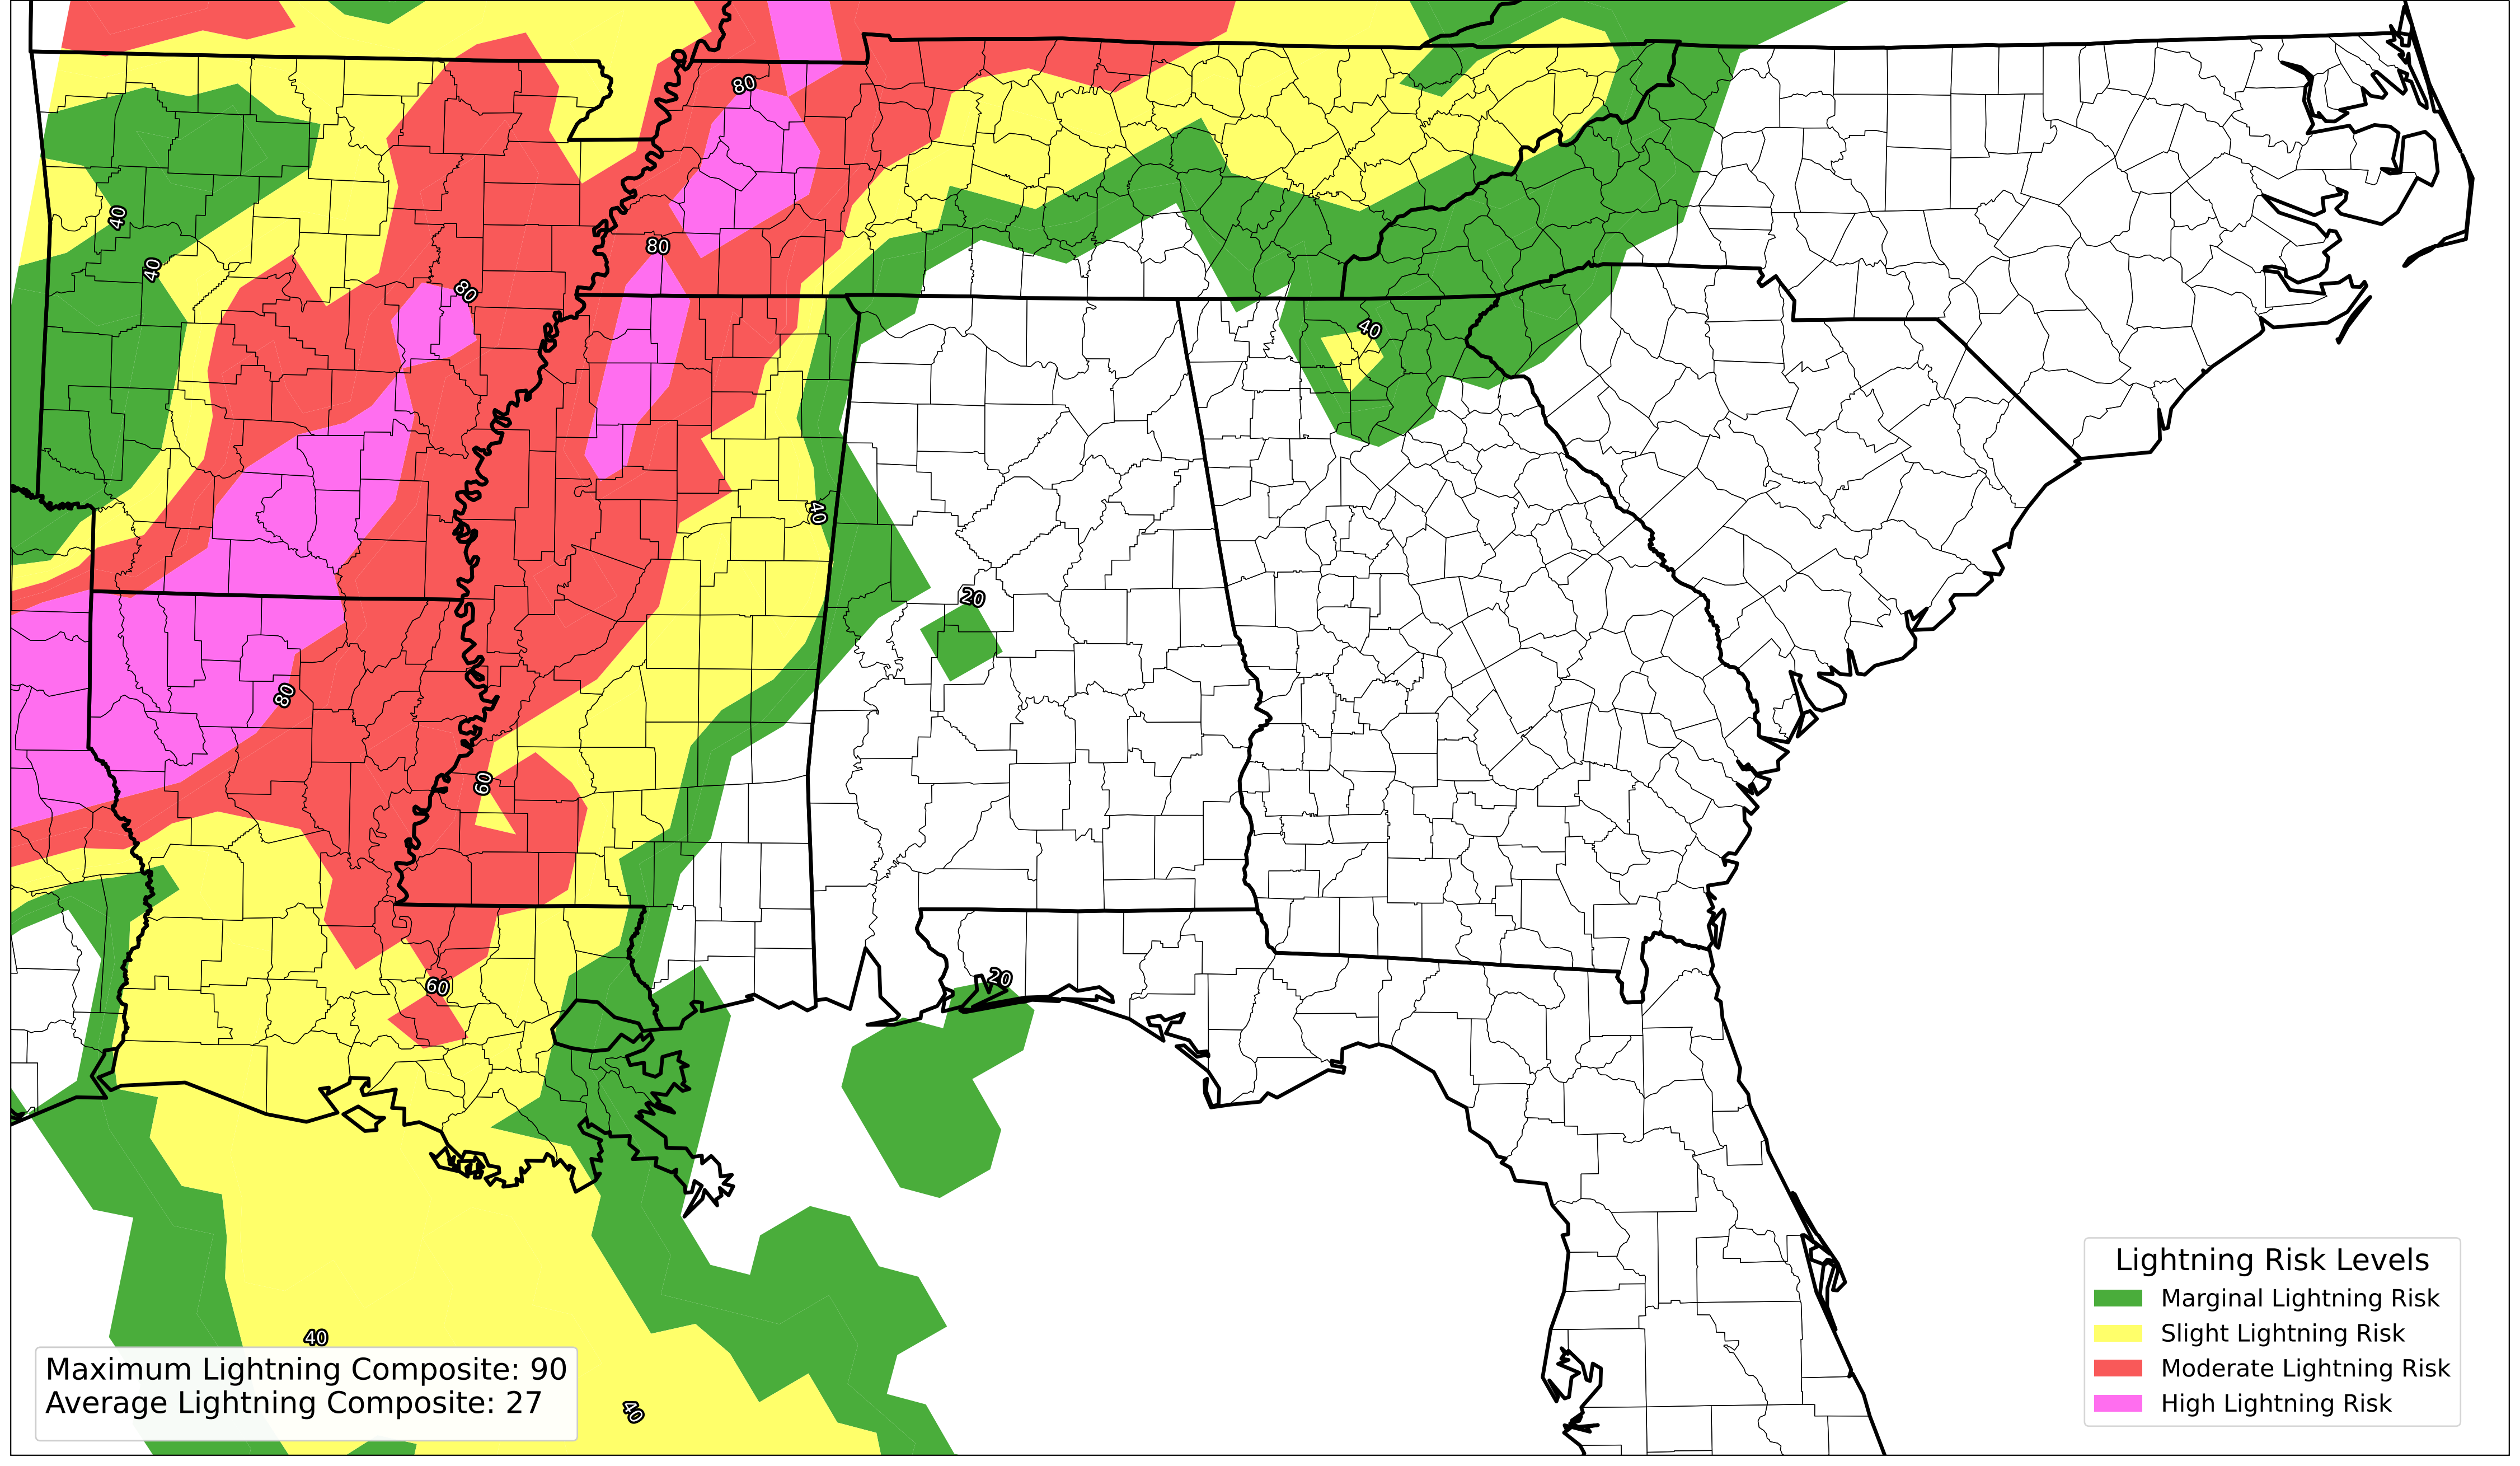 80
80
40
40
80
40
40
20
80
60
20
60
40
40
Maximum Lightning Composite: 90
Average Lightning Composite: 27
Lightning Risk Levels
Marginal Lightning Risk
Slight Lightning Risk
Moderate Lightning Risk
High Lightning Risk